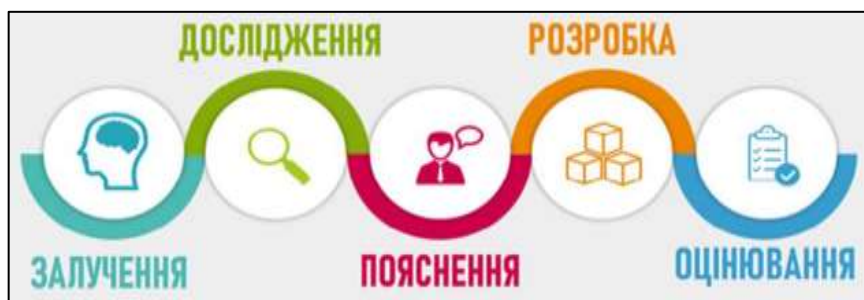 ЗАЛУЧЕННЯ
ДОСЛІДЖЕННЯ
ПОЯСНЕННЯ
РОЗРОБКА
ОЦІНЮВАННЯ